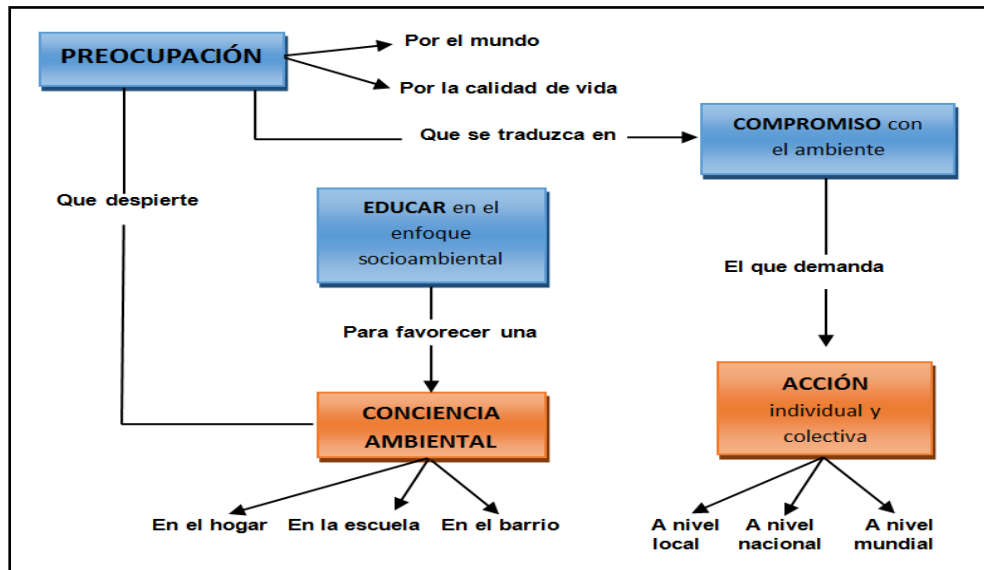 PREOCUPACIÓN
Por el mundo
Por la calidad de vida
Que se traduzca en
COMPROMISO con
el ambiente
Que despierte
EDUCAR en el
enfoque
socioambiental
El que demanda
Para favorecer una
CONCIENCIA
AMBIENTAL
ACCIÓN
individual y
colectiva
En el hogar
En la escuela
En el barrio
A nivel
local
A nivel
nacional
A nivel
mundial